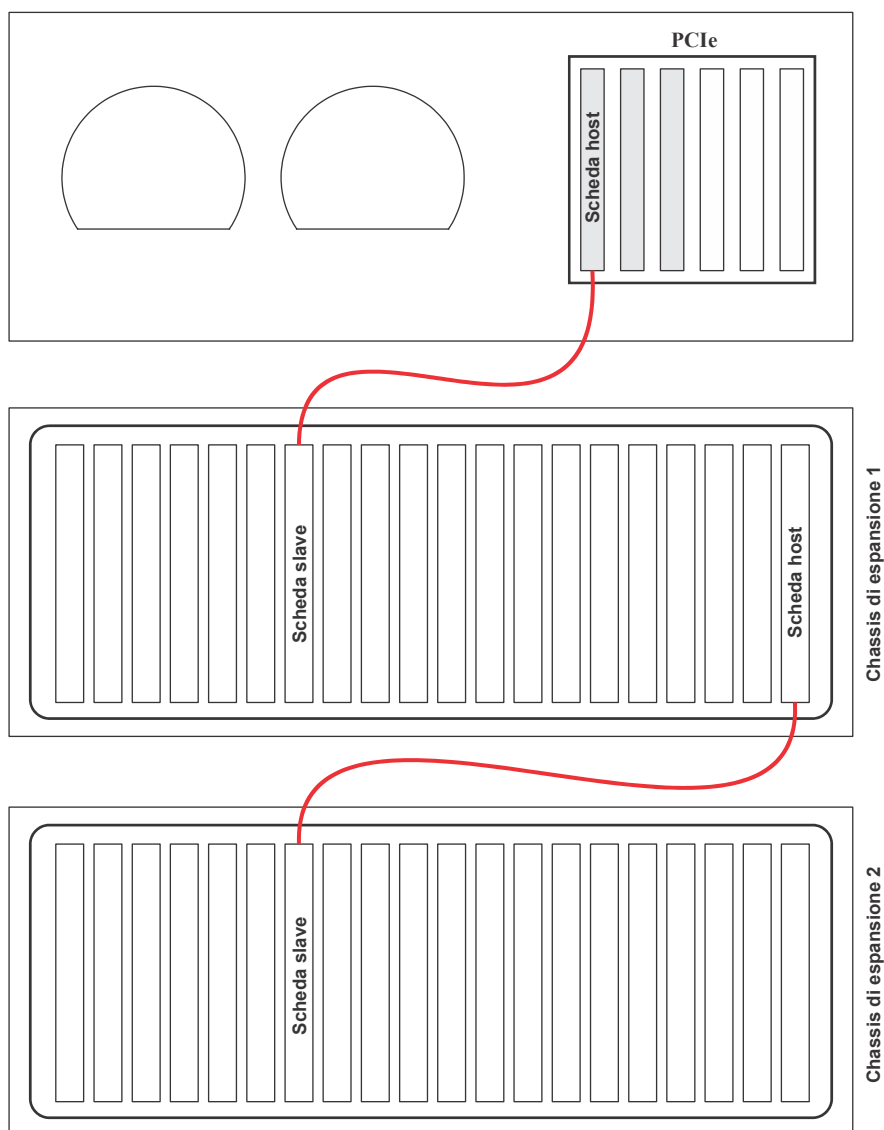 PCIe
Scheda host
Scheda slave
Scheda host
Chassis di espansione 1
Scheda slave
Chassis di espansione 2